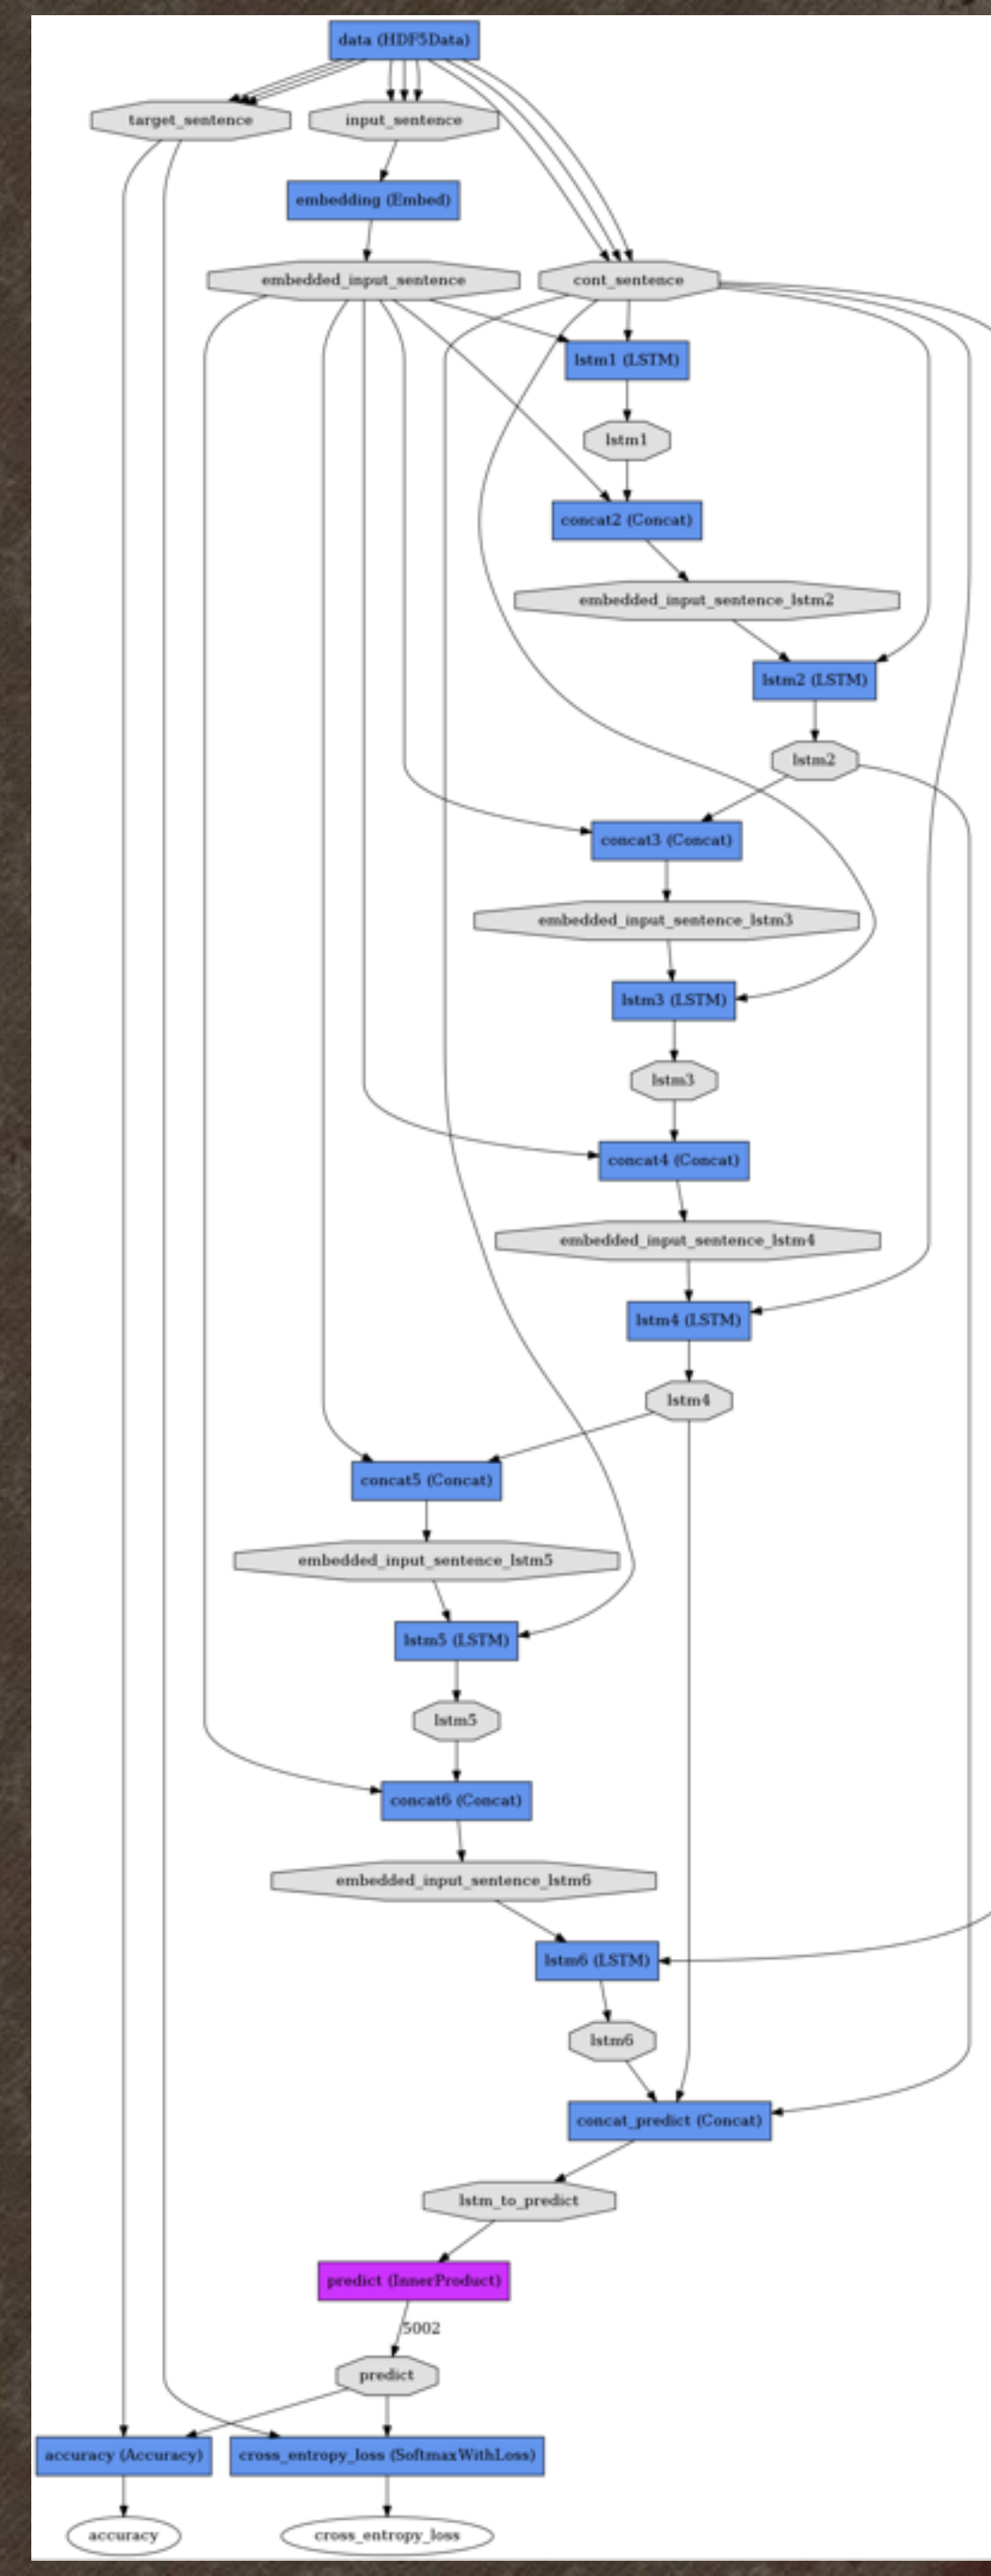 data (HDF5Data)
target_sentence
input_sentence
embedding (Embed)
embedded_input_sentence
cont_sentence
lstm1 (LSTM)
lstm1
concat2 (Concat)
embedded_input_sentence_lstm2
lstm2 (LSTM)
lstm2
concat3 (Concat)
embedded_input_sentence_lstm3
lstm3 (LSTM)
lstm3
concat4 (Concat)
embedded_input_sentence_lstm4
lstm4 (LSTM)
lstm4
concat5 (Concat)
embedded_input_sentence_lstm5
lstm5 (LSTM)
lstm5
concat6 (Concat)
embedded_input_sentence_lstm6
lstm6 (LSTM)
lstm6
concat_predict (Concat)
lstm_to_predict
predict (InnerProduct)
5002
predict
accuracy (Accuracy)
cross_entropy_loss (SoftmaxWithLoss)
accuracy
cross_entropy_loss